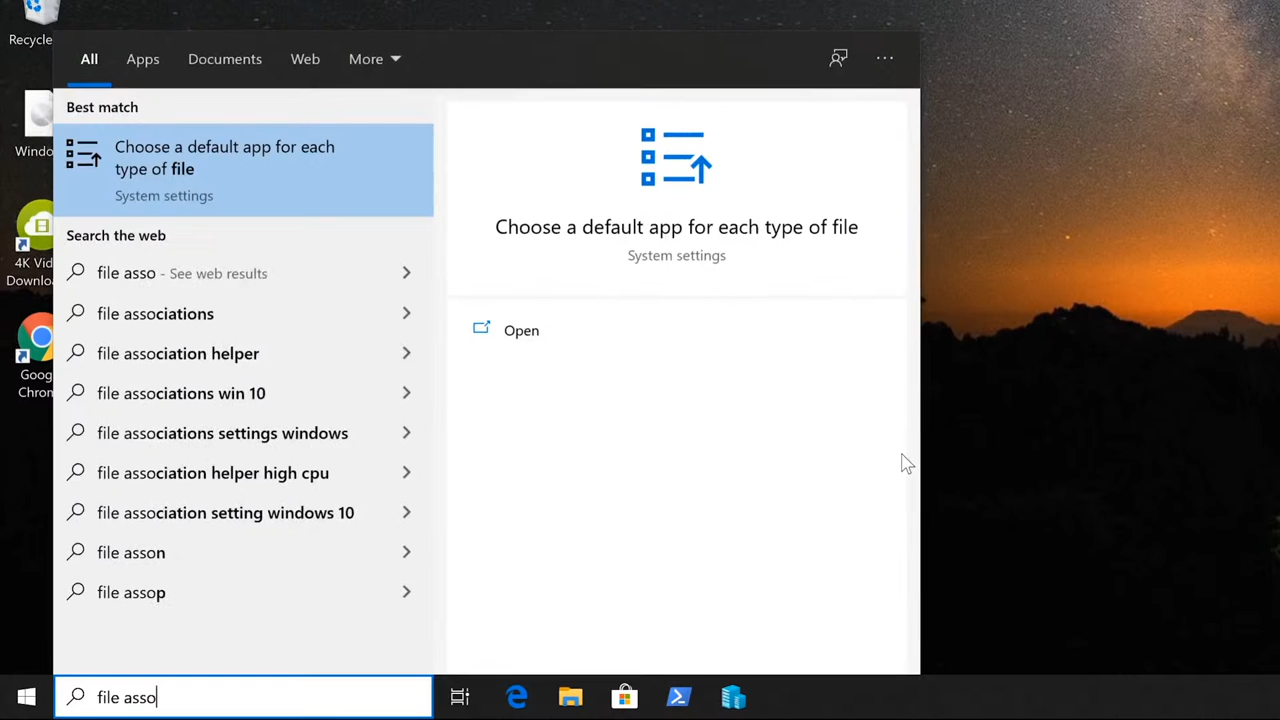 Recycle
Windo
4K Vid
Downloa
Goog
Chrom
All Apps Documents Web More
Best match
Choose a default app for each
type of file
System settings
Search the web
file asso - See web results
file associations
file association helper
file associations win 10
file associations settings windows
file association helper high cpu
file association setting windows 10
file asson
file assop
Choose a default app for each type of file
System settings
Open
file asso